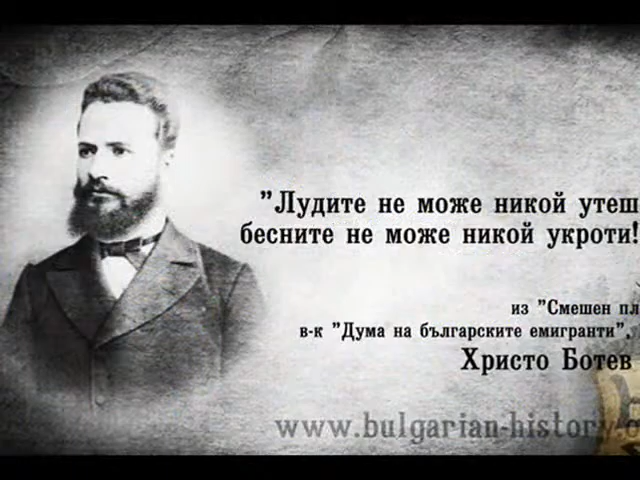 "Лудите не може никой утеш
бесните не може никой укроти!
из "Смешен пл
в-к "Дума на българските емигранти",
Христо Ботев
www.bulgarian-history.o